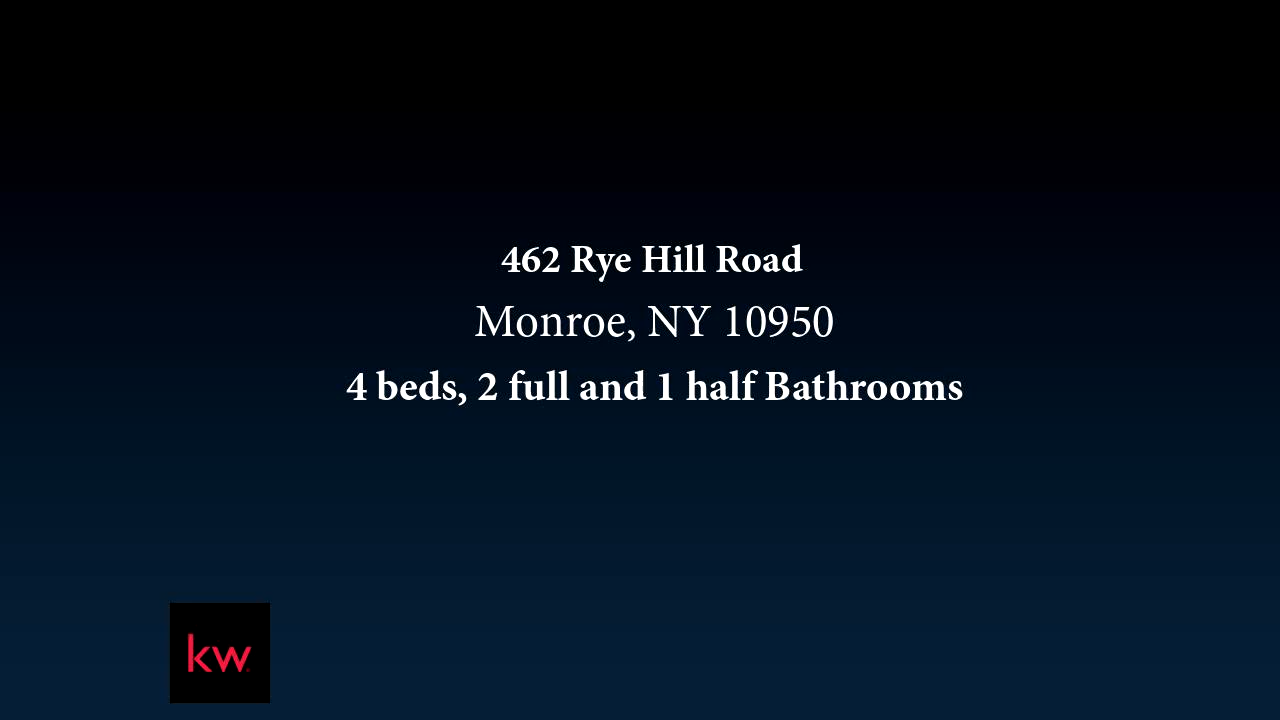 462 Rye Hill Road
Monroe, NY 10950
4 beds, 2 full and 1 half Bathrooms
kw